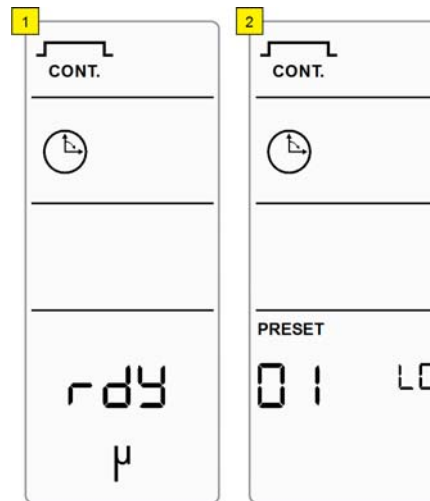 1
CONT.
rdy
μ
2
CONT.
PRESET
01